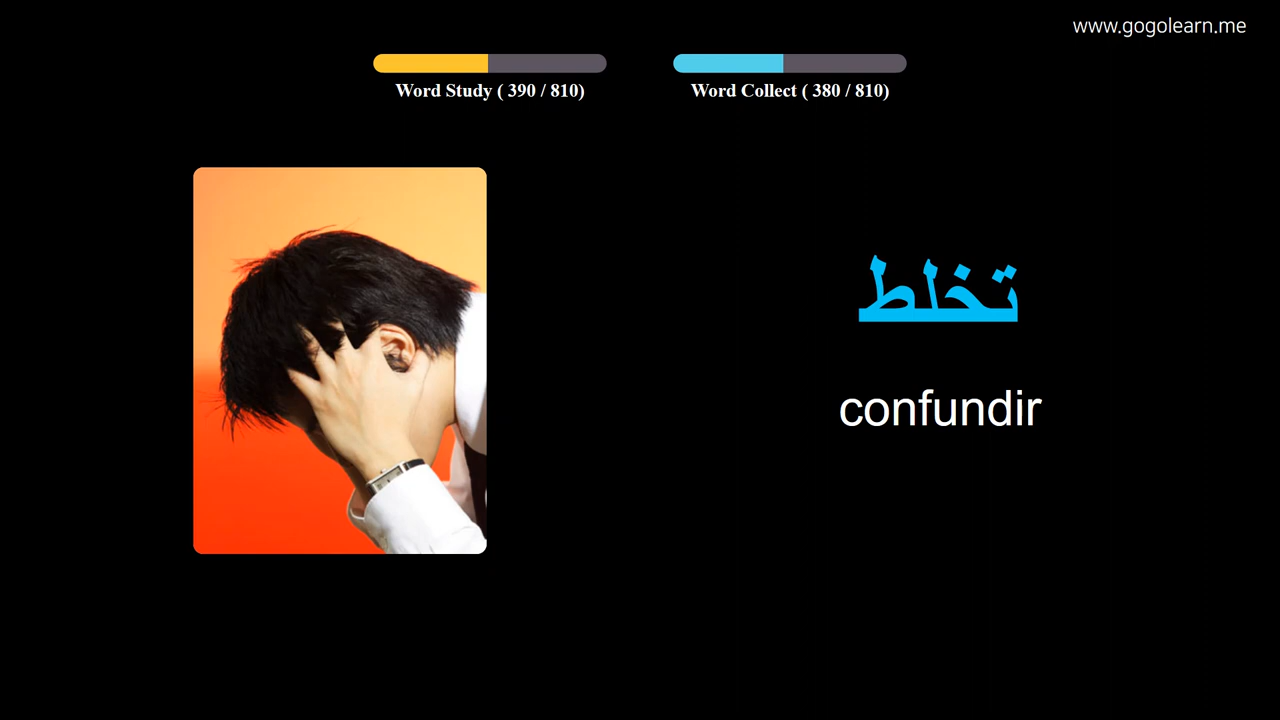 www.gogolearn.me
Word Study ( 390 / 810)
Word Collect ( 380 / 810)
تخلط
confundir